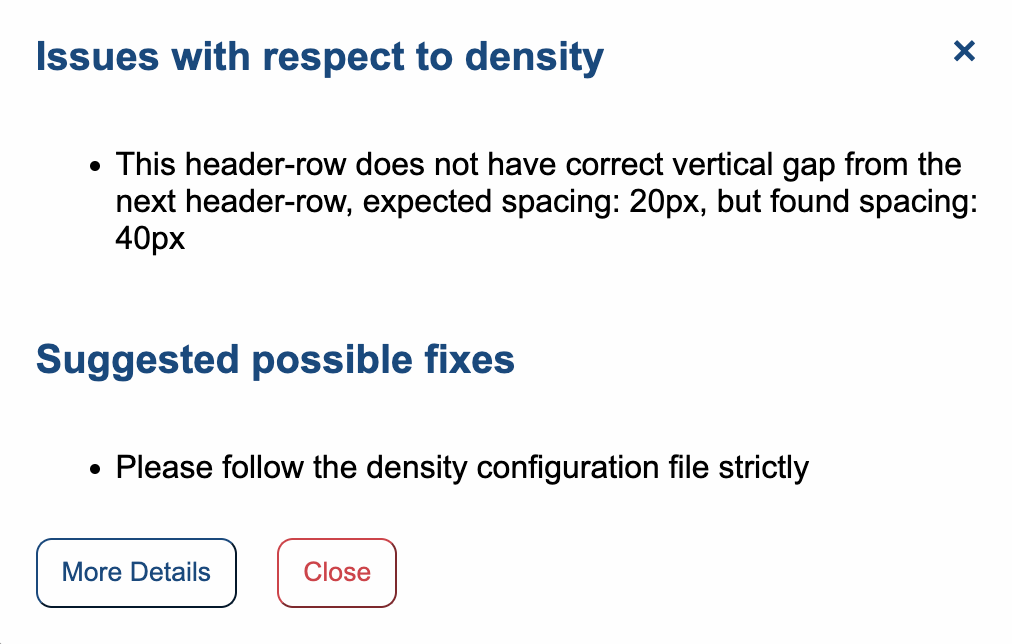 Issues with respect to density ×
• This header-row does not have correct vertical gap from the
next header-row, expected spacing: 20px, but found spacing:
40px
Suggested possible fixes
• Please follow the density configuration file strictly
More Details Close